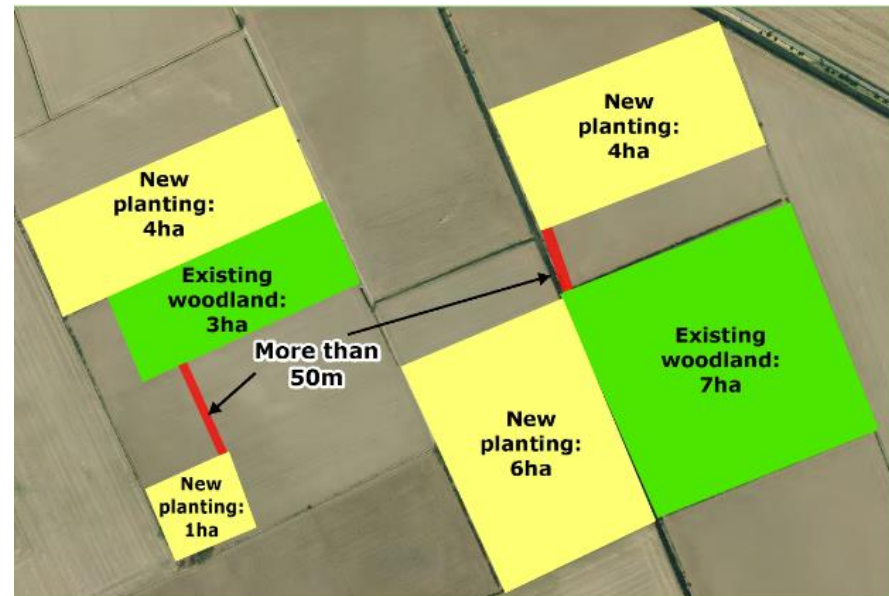 New
planting:
4ha
Existing
woodland:
3ha
More than
50m
New
planting:
1ha
New
planting:
4ha
New
planting:
6ha
Existing
woodland:
7ha